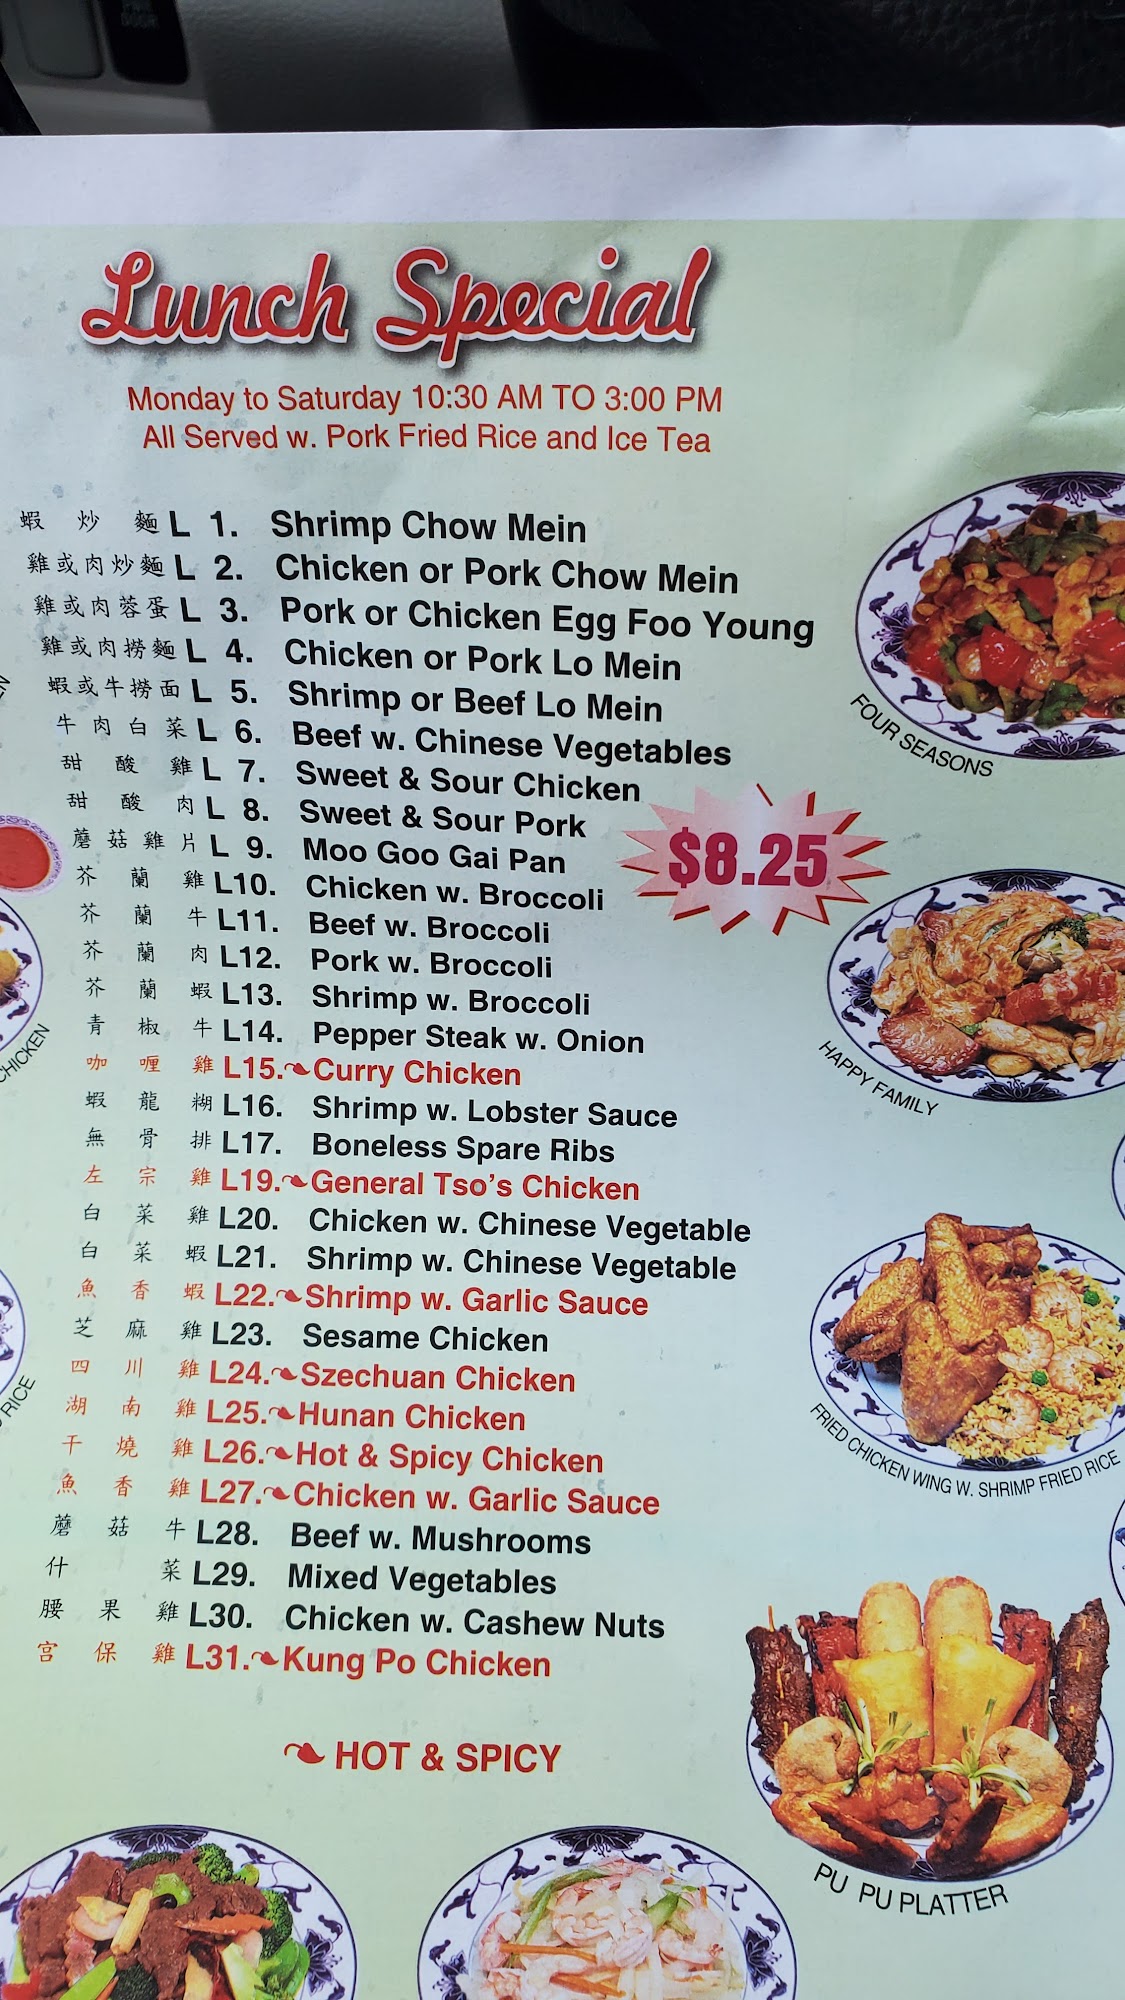 Lunch Special
Monday to Saturday 10:30 AM TO 3:00 PM
All Served w. Pork Fried Rice and Ice Tea
蝦炒麵 L 1. Shrimp Chow Mein
雞或肉炒麵 L 2. Chicken or Pork Chow Mein
雞或肉蓉蛋 L 3. Pork or Chicken Egg Foo Young
雞或肉撈麵 L 4. Chicken or Pork Lo Mein
蝦或牛撈面 L 5. Shrimp or Beef Lo Mein
牛肉白菜 L 6. Beef w. Chinese Vegetables
甜酸雞 L 7. Sweet & Sour Chicken
甜酸肉 L 8. Sweet & Sour Pork
蘑菇雞片 L 9. Moo Goo Gai Pan
芥蘭雞 L10. Chicken w. Broccoli
芥蘭牛 L11. Beef w. Broccoli
芥蘭肉 L12. Pork w. Broccoli
芥蘭蝦 L13. Shrimp w. Broccoli
青椒牛 L14. Pepper Steak w. Onion
咖喱雞 L15. Curry Chicken
蝦龍糊 L16. Shrimp w. Lobster Sauce
無骨排 L17. Boneless Spare Ribs
左宗雞 L19. General Tso's Chicken
白菜雞 L20. Chicken w. Chinese Vegetable
白菜蝦 L21. Shrimp w. Chinese Vegetable
魚香蝦 L22. Shrimp w. Garlic Sauce
芝麻雞 L23. Sesame Chicken
四川雞 L24. Szechuan Chicken
湖南雞 L25. Hunan Chicken
干燒雞 L26. Hot & Spicy Chicken
魚香雞 L27. Chicken w. Garlic Sauce
蘑菇牛 L28. Beef w. Mushrooms
什菜 L29. Mixed Vegetables
腰果雞 L30. Chicken w. Cashew Nuts
宮保雞 L31. Kung Po Chicken
HOT & SPICY
$8.25
FOUR SEASONS
HAPPY FAMILY
FRIED CHICKEN WING W. SHRIMP FRIED RICE
PU PU PLATTER
CHICKEN
RICE